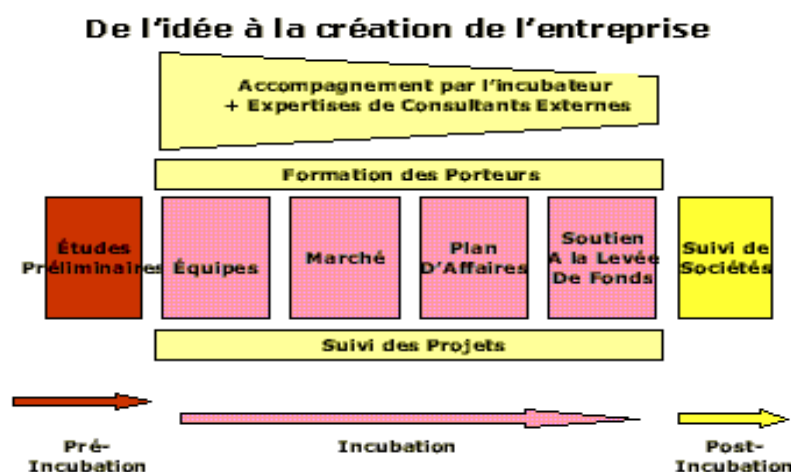 De l'idée à la création de l'entreprise
Accompagnement par l'incubateur
+ Expertises de Consultants Externes
Formation des Porteurs
Études
Préliminaires
Équipes
Marché
Plan
D'Affaires
Soutien
A la Levée
De Fonds
Suivi de
Sociétés
Suivi des Projets
Pré-
Incubation
Incubation
Post-
Incubation